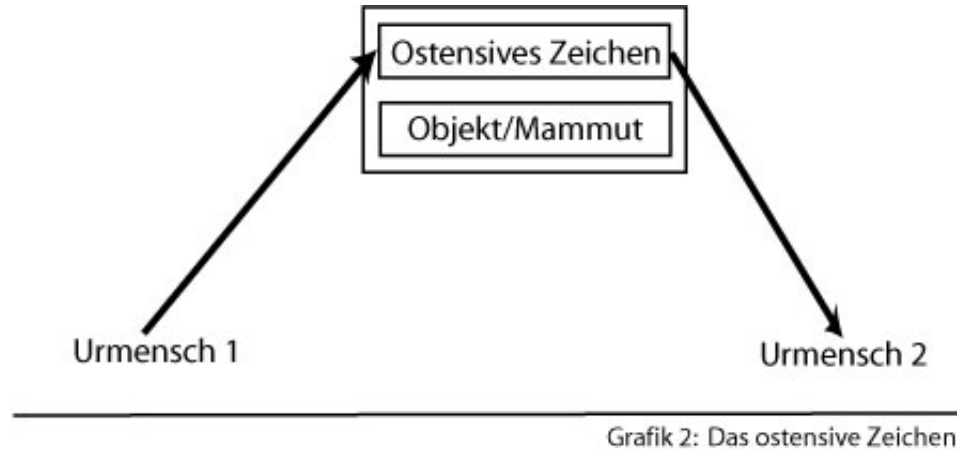 Ostensives Zeichen
Objekt/Mammut
Urmensch 1
Urmensch 2
Grafik 2: Das ostensive Zeichen